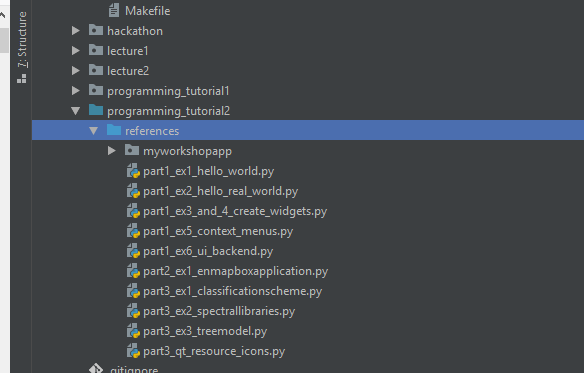 Makefile
hackathon
lecture1
lecture2
programming_tutorial1
programming_tutorial2
references
myworkshopapp
part1_ex1_hello_world.py
part1_ex2_hello_real_world.py
part1_ex3_and_4_create_widgets.py
part1_ex5_context_menus.py
part1_ex6_ui_backend.py
part2_ex1_enmapboxapplication.py
part3_ex1_classificationscheme.py
part3_ex2_spectrallibraries.py
part3_ex3_treemodel.py
part3_qt_resource_icons.py
.gitignore
7: Structure